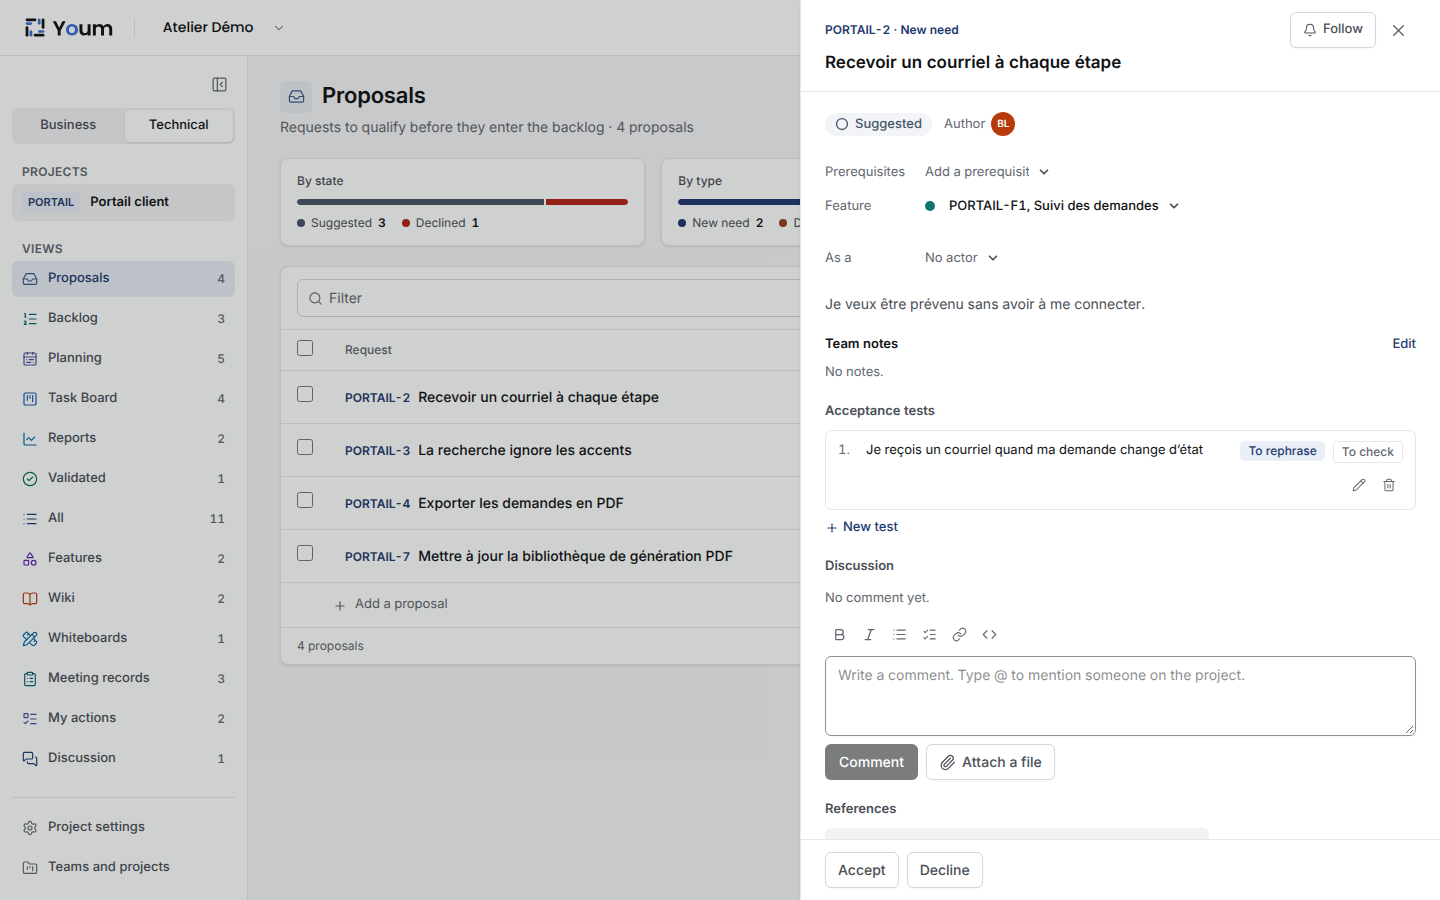 Youm
Atelier Démo
Business
Technical
PROJECTS
PORTAIL
Portail client
VIEWS
Proposals
4
Backlog
3
Planning
5
Task Board
4
Reports
2
Validated
1
All
11
Features
2
Wiki
2
Whiteboards
1
Meeting records
3
My actions
2
Discussion
1
Project settings
Teams and projects
Proposals
Requests to qualify before they enter the backlog · 4 proposals
By state
Suggested 3
Declined 1
By type
New need 2
D
Filter
Request
PORTAIL-2 Recevoir un courriel à chaque étape
PORTAIL-3 La recherche ignore les accents
PORTAIL-4 Exporter les demandes en PDF
PORTAIL-7 Mettre à jour la bibliothèque de génération PDF
Add a proposal
4 proposals
PORTAIL-2 · New need
Follow
Recevoir un courriel à chaque étape
Suggested
Author
BL
Prerequisites
Add a prerequisit
Feature
PORTAIL-F1, Suivi des demandes
As a
No actor
Je veux être prévenu sans avoir à me connecter.
Team notes
Edit
No notes.
Acceptance tests
1. Je reçois un courriel quand ma demande change d’état
To rephrase
To check
New test
Discussion
No comment yet.
Write a comment. Type @ to mention someone on the project.
Comment
Attach a file
References
Accept
Decline